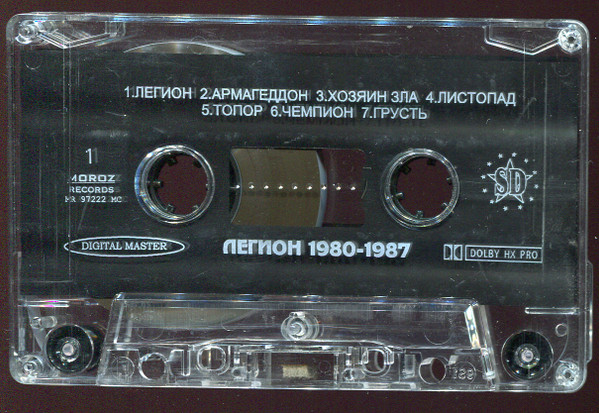 1.ЛЕГИОН 2.АРМАГЕДДОН 3.ХОЗЯИН ЗЛА 4.ЛИСТОПАД
5.ТОПОР 6.ЧЕМПИОН 7.ГРУСТЬ
1
MOROZ
RECORDS
MR 97222 MC
SD
DIGITAL MASTER
ЛЕГИОН 1980-1987
DOLBY HX PRO